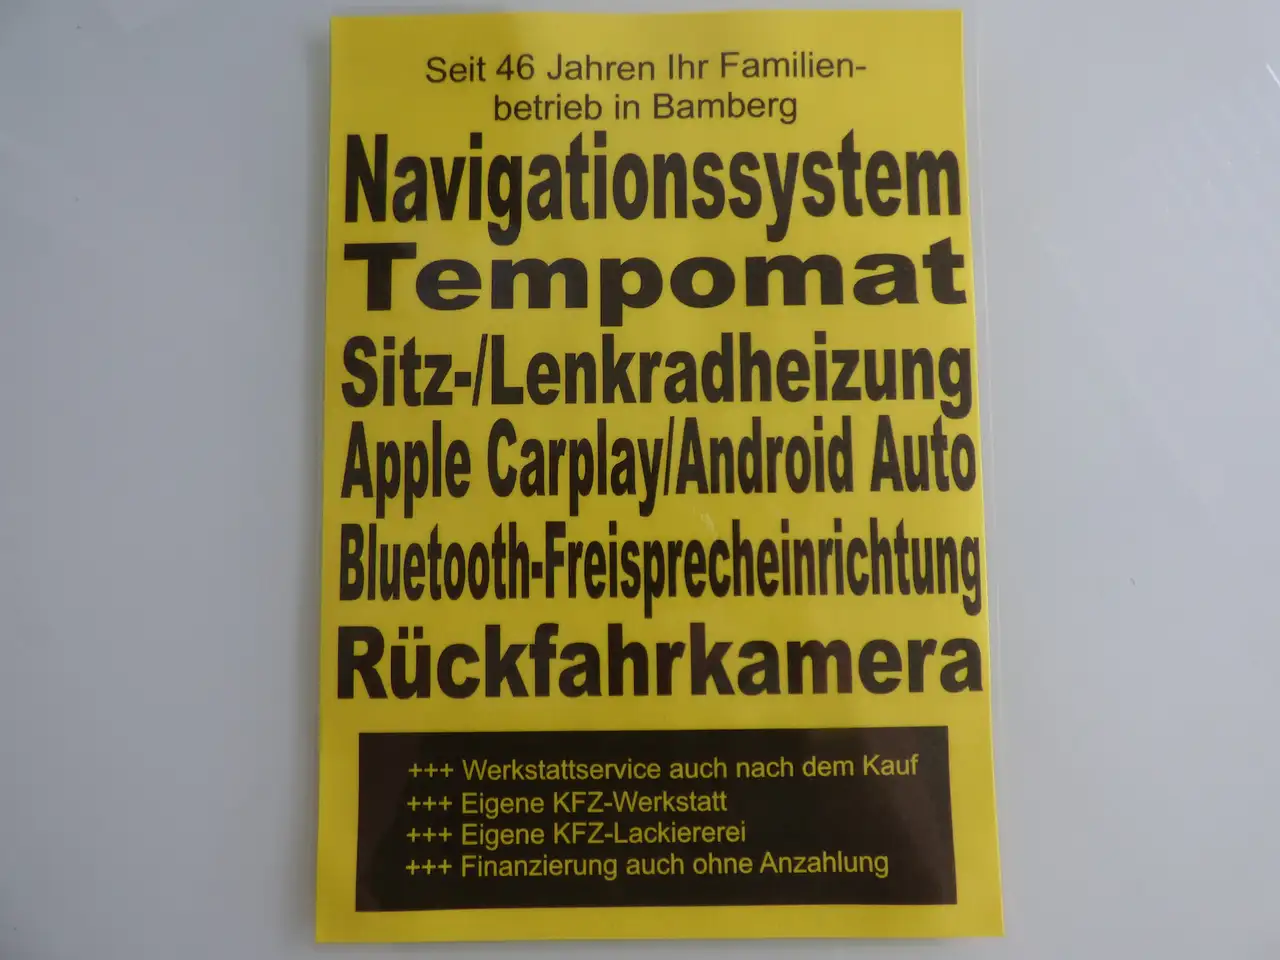 Seit 46 Jahren Ihr Familien-
betrieb in Bamberg
Navigationssystem
Tempomat
Sitz-/Lenkradheizung
Apple Carplay/Android Auto
Bluetooth-Freisprecheinrichtung
Rückfahrkamera
+++ Werkstattservice auch nach dem Kauf
+++ Eigene KFZ-Werkstatt
+++ Eigene KFZ-Lackiererei
+++ Finanzierung auch ohne Anzahlung